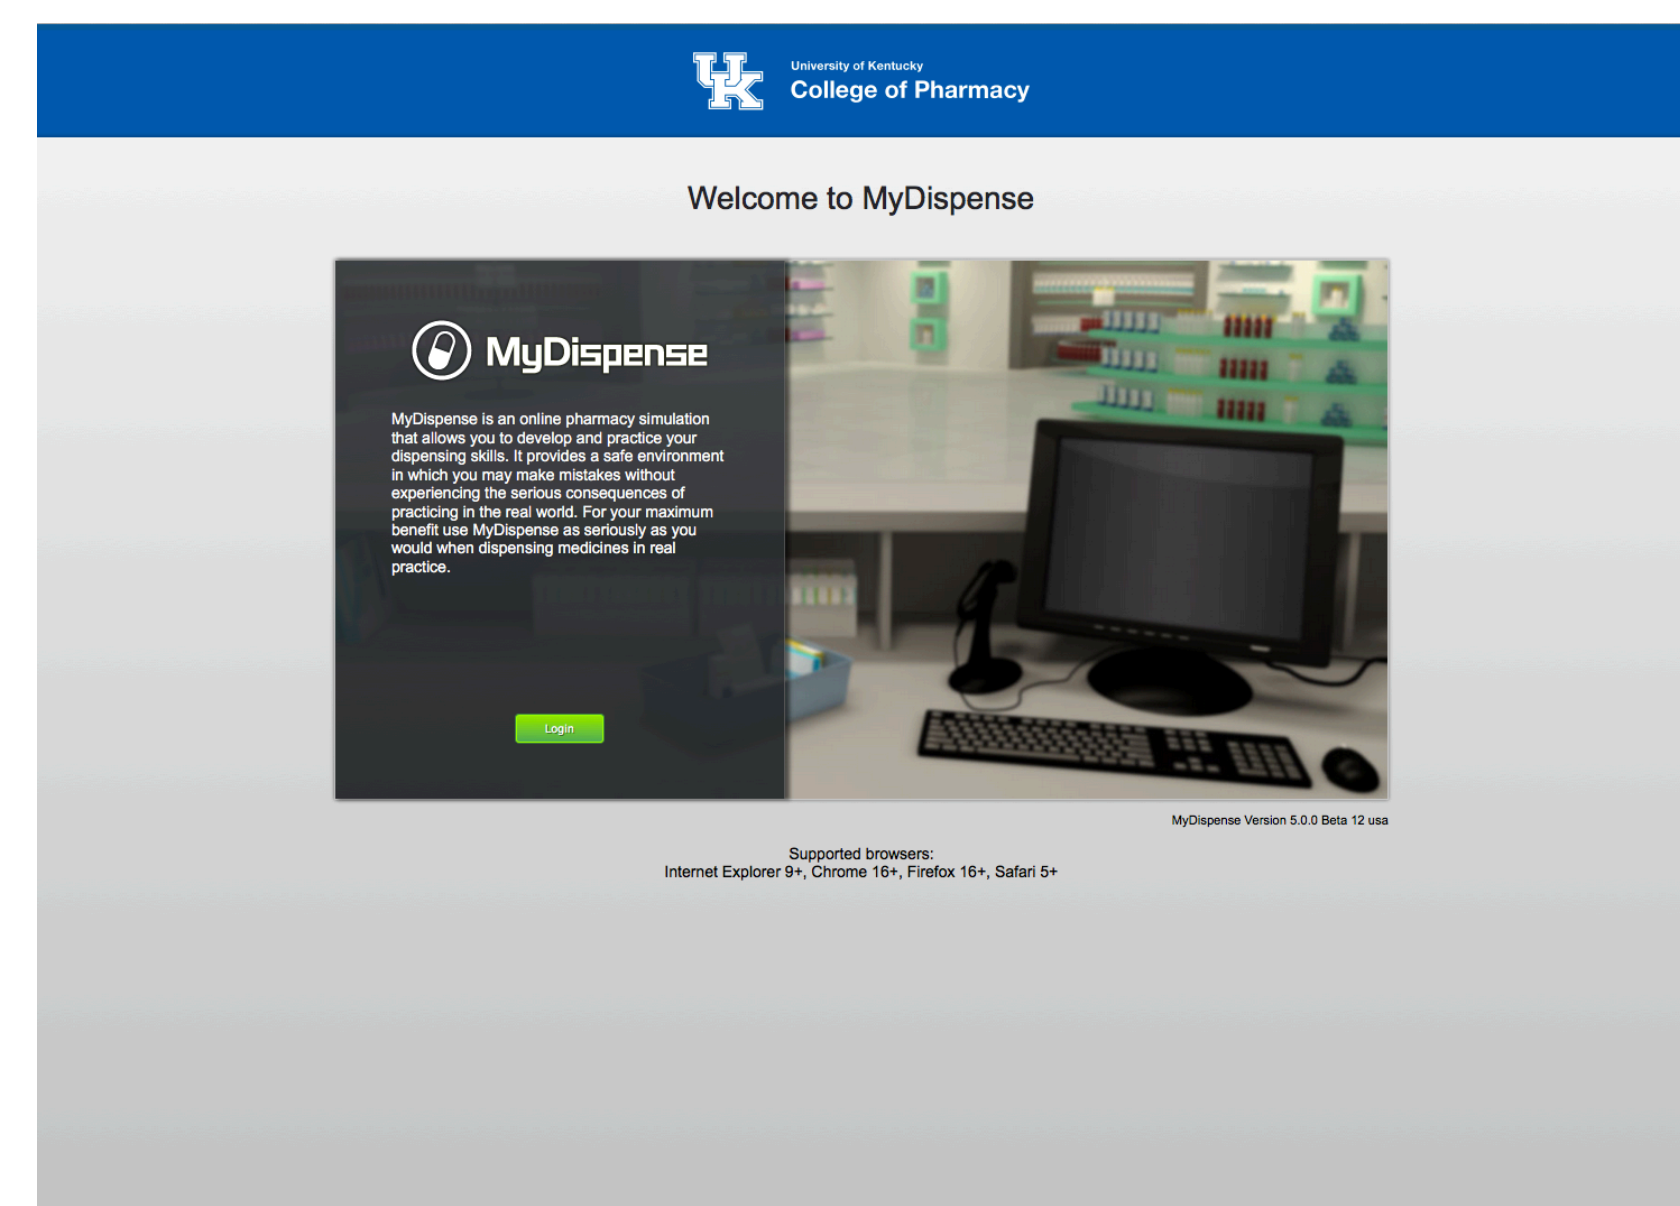 UK
University of Kentucky
College of Pharmacy
Welcome to MyDispense
MyDispense
MyDispense is an online pharmacy simulation
that allows you to develop and practice your
dispensing skills. It provides a safe environment
in which you may make mistakes without
experiencing the serious consequences of
practicing in the real world. For your maximum
benefit use MyDispense as seriously as you
would when dispensing medicines in real
practice.
Login
MyDispense Version 5.0.0 Beta 12 usa
Supported browsers:
Internet Explorer 9+, Chrome 16+, Firefox 16+, Safari 5+